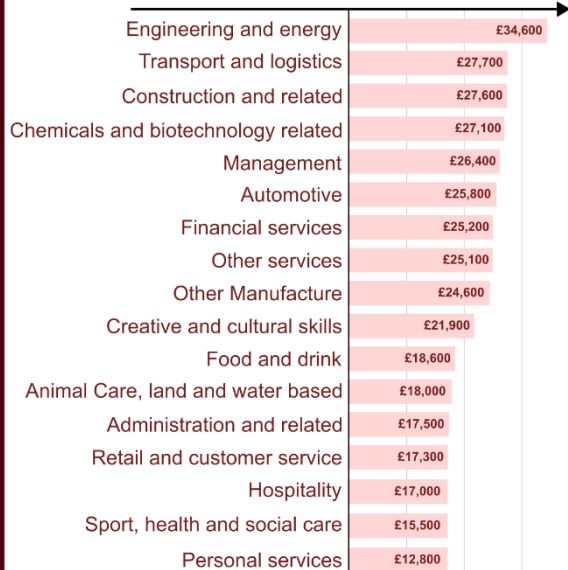 Engineering and energy £34,600
Transport and logistics £27,700
Construction and related £27,600
Chemicals and biotechnology related £27,100
Management £26,400
Automotive £25,800
Financial services £25,200
Other services £25,100
Other Manufacture £24,600
Creative and cultural skills £21,900
Food and drink £18,600
Animal Care, land and water based £18,000
Administration and related £17,500
Retail and customer service £17,300
Hospitality £17,000
Sport, health and social care £15,500
Personal services £12,800